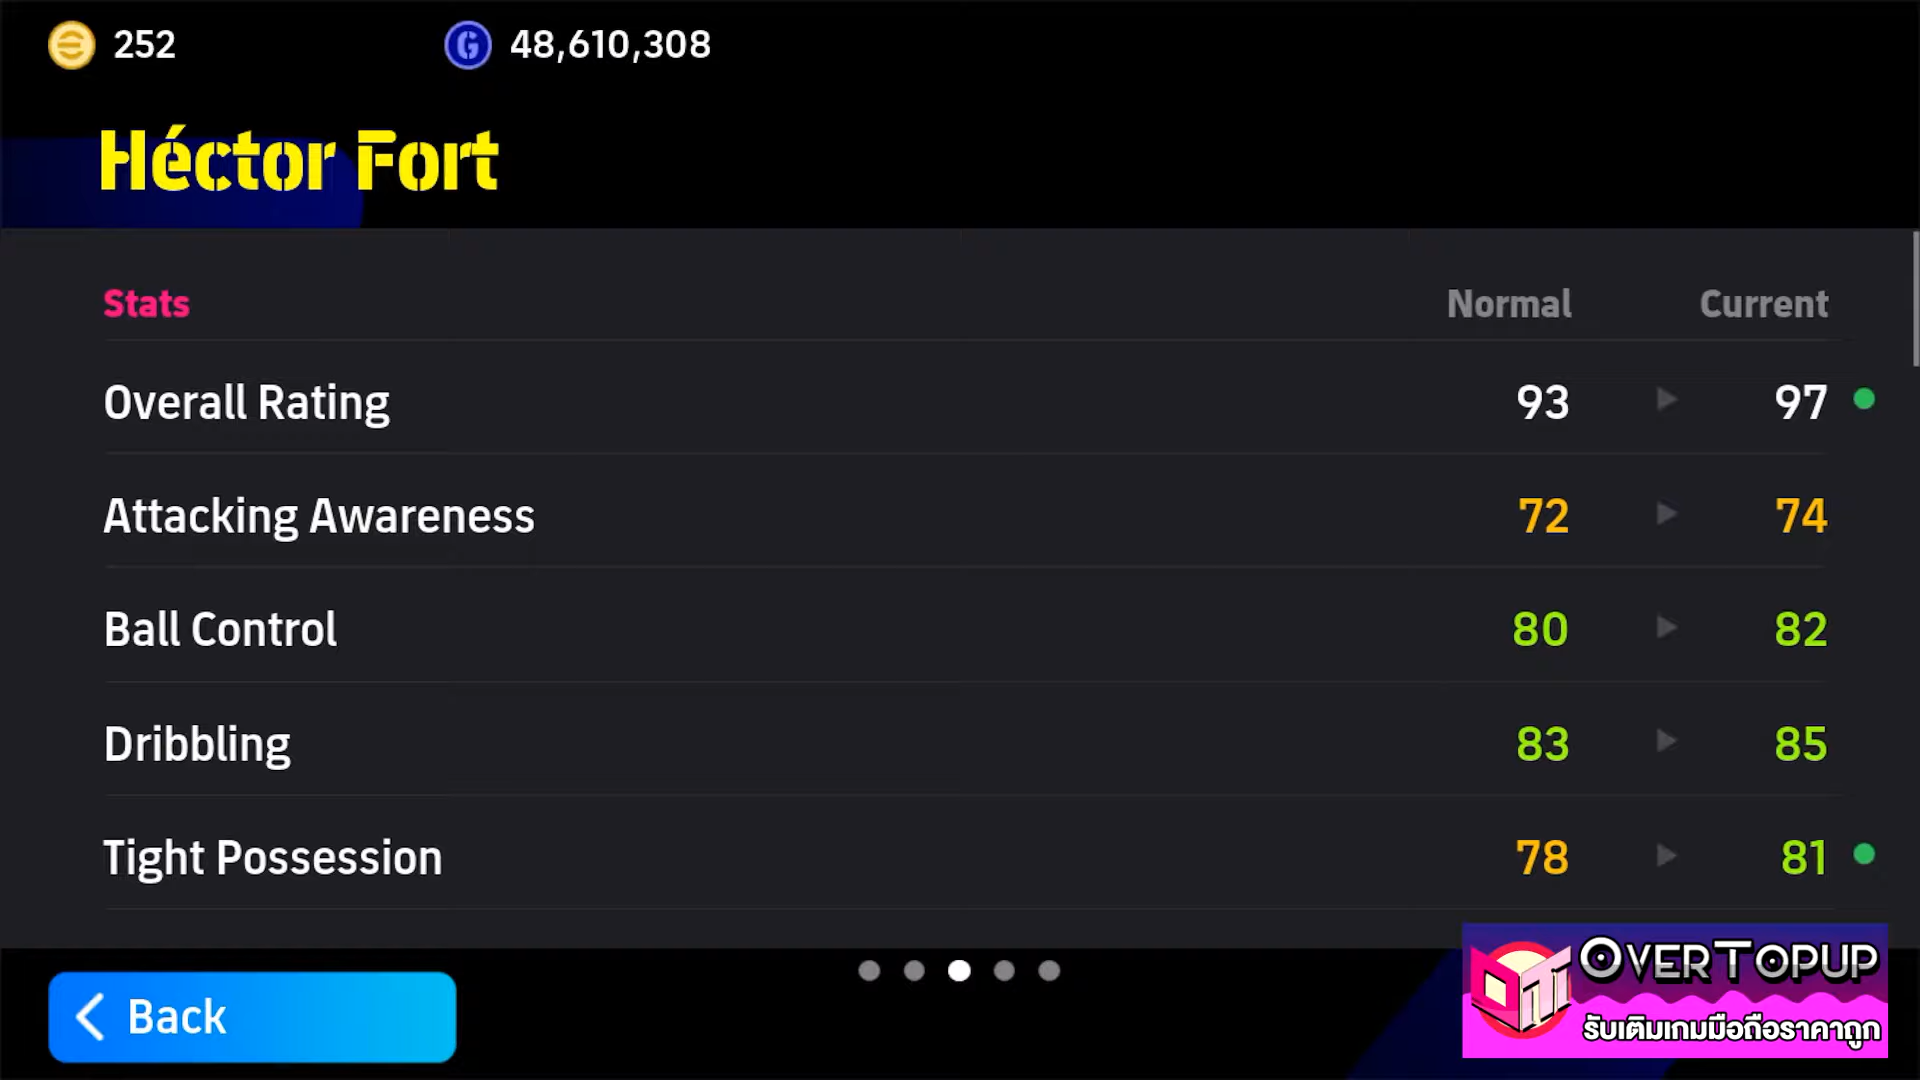 252
48,610,308
Héctor Fort
Stats Normal Current
Overall Rating 93 97
Attacking Awareness 72 74
Ball Control 80 82
Dribbling 83 85
Tight Possession 78 81
Back
OVERTOPUP
รับเติมเกมมือถือราคาถูก